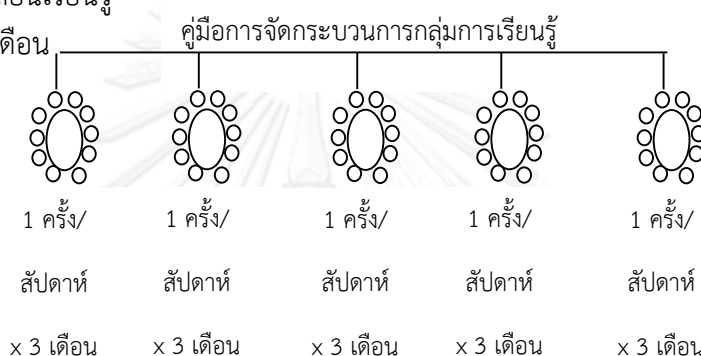 คู่มือการจัดกระบวนการกลุ่มการเรียนรู้
1 ครั้ง/ 1 ครั้ง/ 1 ครั้ง/ 1 ครั้ง/ 1 ครั้ง/
สัปดาห์ สัปดาห์ สัปดาห์ สัปดาห์ สัปดาห์
x 3 เดือน x 3 เดือน x 3 เดือน x 3 เดือน x 3 เดือน